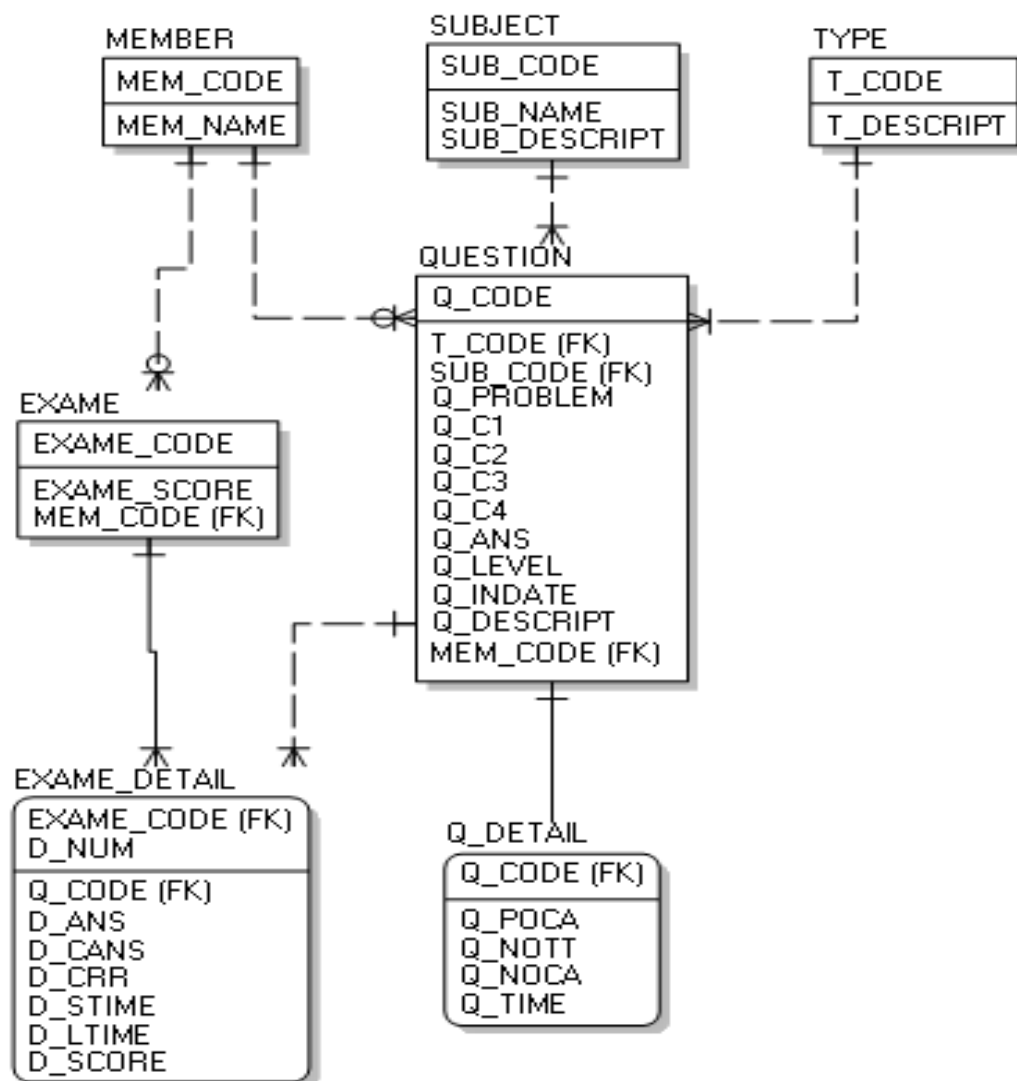 MEMBER
MEM_CODE
MEM_NAME
SUBJECT
SUB_CODE
SUB_NAME
SUB_DESCRIPT
TYPE
T_CODE
T_DESCRIPT
QUESTION
Q_CODE
T_CODE (FK)
SUB_CODE (FK)
Q_PROBLEM
Q_C1
Q_C2
Q_C3
Q_C4
Q_ANS
Q_LEVEL
Q_INDATE
Q_DESCRIPT
MEM_CODE (FK)
EXAME
EXAME_CODE
EXAME_SCORE
MEM_CODE (FK)
EXAME_DETAIL
EXAME_CODE (FK)
D_NUM
Q_CODE (FK)
D_ANS
D_CANS
D_CRR
D_STIME
D_LTIME
D_SCORE
Q_DETAIL
Q_CODE (FK)
Q_POCA
Q_NOTT
Q_NOCA
Q_TIME